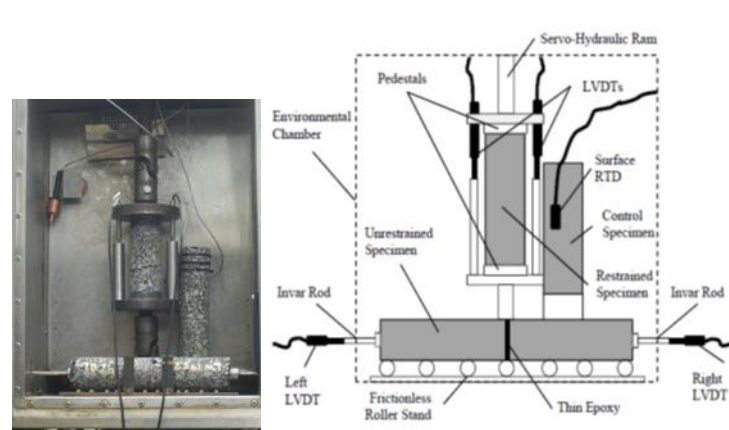 Servo-Hydraulic Ram
Pedestals
LVDTs
Environmental
Chamber
Surface
RTD
Control
Specimen
Unrestrained
Specimen
Restrained
Specimen
Invar Rod
Invar Rod
Left
LVDT
Frictionless
Roller Stand
Thin Epoxy
Right
LVDT